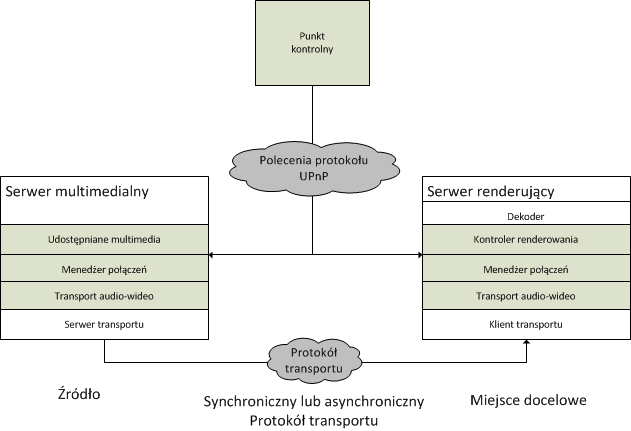 Punkt
kontrolny
Polecenia protokołu
UPnP
Serwer multimedialny
Udostępniane multimedia
Menedżer połączeń
Transport audio-wideo
Serwer transportu
Serwer renderujący
Dekoder
Kontroler renderowania
Menedżer połączeń
Transport audio-wideo
Klient transportu
Protokół
transportu
Źródło
Synchroniczny lub asynchroniczny
Protokół transportu
Miejsce docelowe